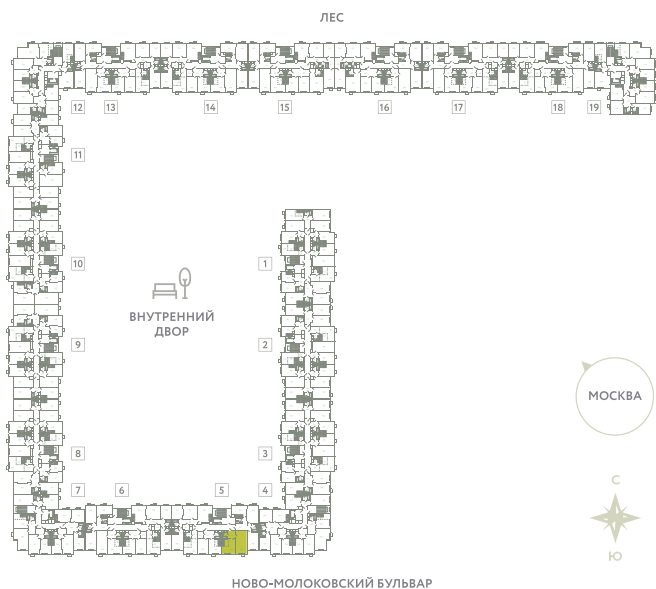 ЛЕС
12 13 14 15 16 17 18 19
11
10 1
ВНУТРЕННИЙ
ДВОР
9 2
МОСКВА
8 3
7 6 5 4
С
Ю
НОВО-МОЛОКОВСКИЙ БУЛЬВАР